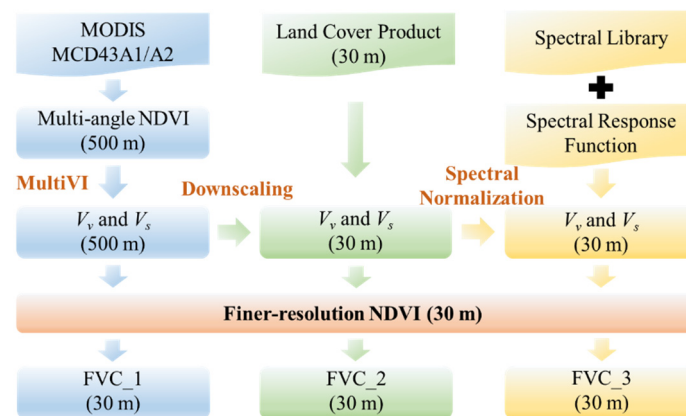 MODIS
MCD43A1/A2
Land Cover Product
(30 m)
Spectral Library
Multi-angle NDVI
(500 m)
Spectral Response
Function
MultiVI
Downscaling
Spectral
Normalization
Vv and Vs
(500 m)
Vv and Vs
(30 m)
Vv and Vs
(30 m)
Finer-resolution NDVI (30 m)
FVC_1
(30 m)
FVC_2
(30 m)
FVC_3
(30 m)